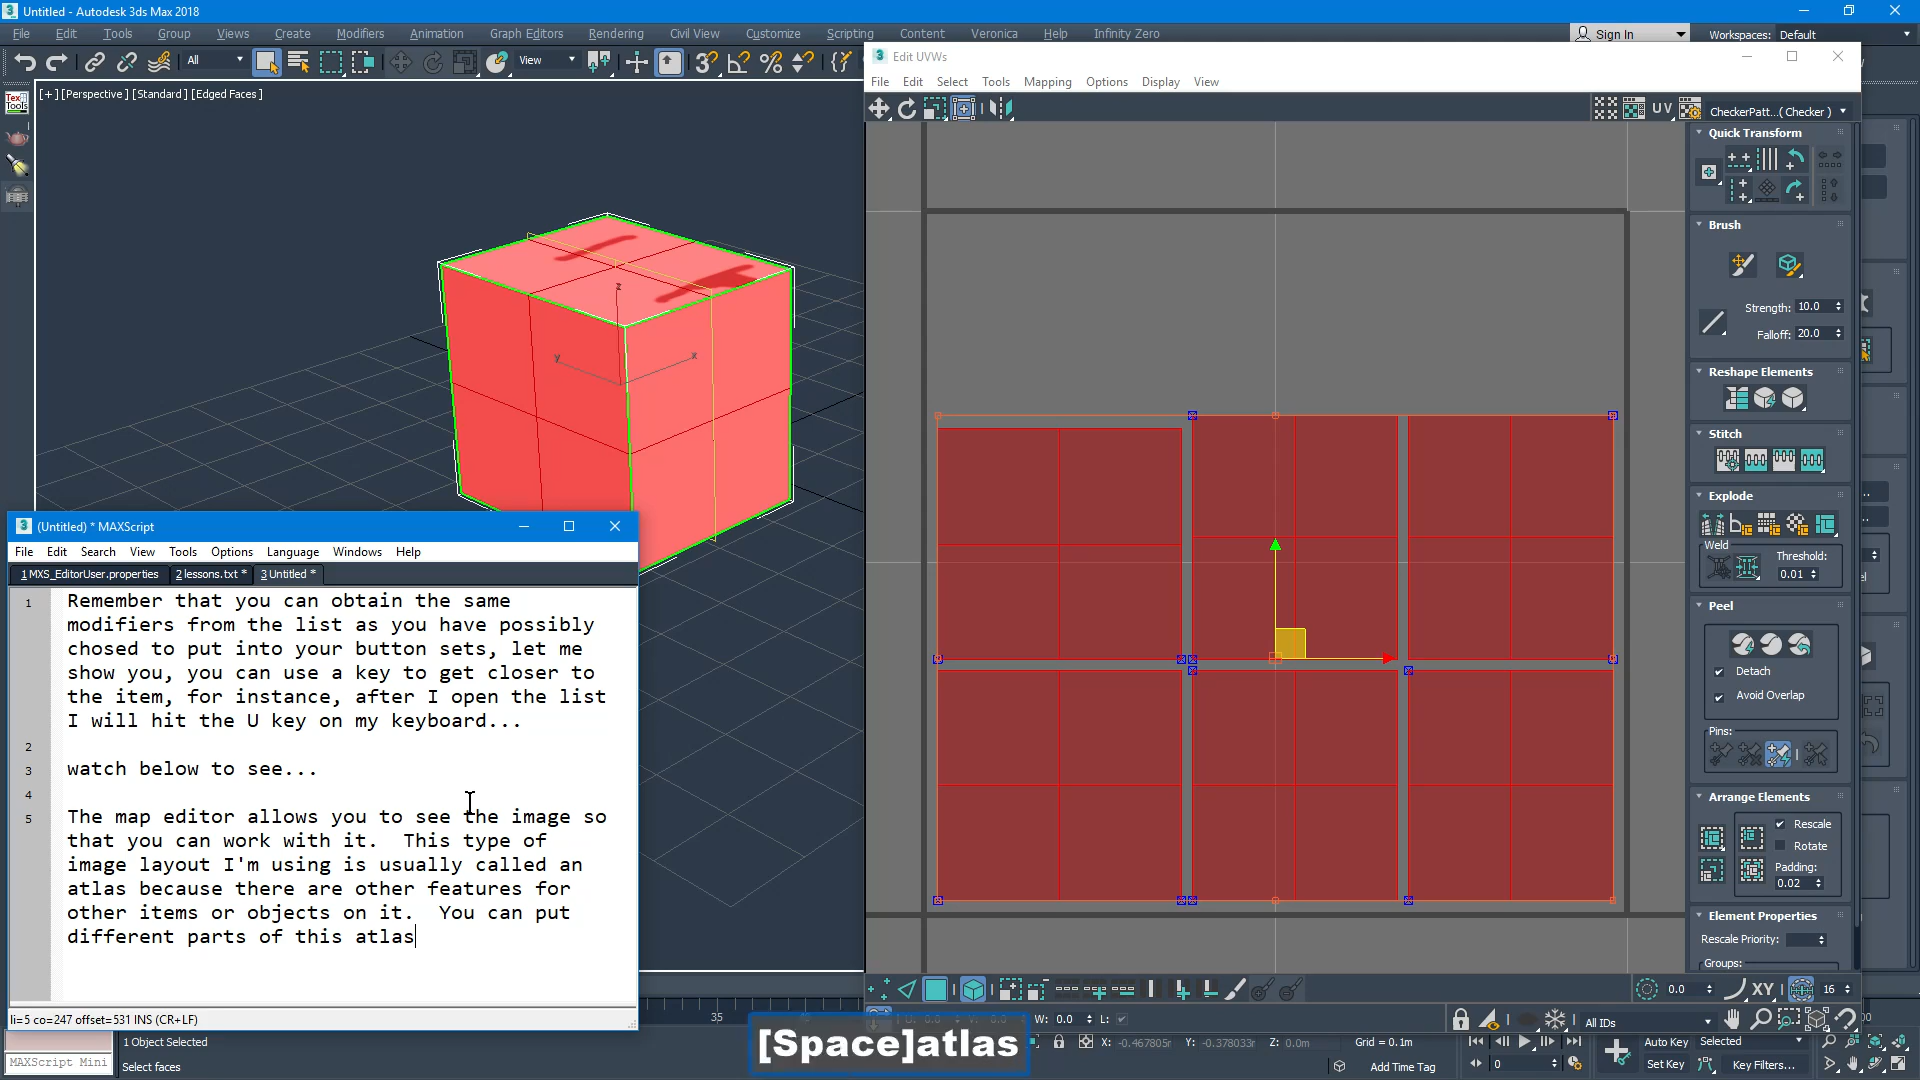 Untitled - Autodesk 3ds Max 2018
File Edit Tools Group Views Create Modifiers Animation Graph Editors Rendering Civil View Customize Scripting Content Veronica Help Infinity Zero
Sign In Workspaces: Default
All View
[+] [Perspective] [Standard] [Edged Faces]
Edit UVWs
File Edit Select Tools Mapping Options Display View
UV CheckerPatt...( Checker )
Quick Transform
Brush
Strength: 10.0
Falloff: 20.0
Reshape Elements
Stitch
Explode
Weld
Threshold:
0.01
Peel
Detach
Avoid Overlap
Pins:
Arrange Elements
Rescale
Rotate
Padding:
0.02
Element Properties
Rescale Priority:
Groups:
z
y x
(Untitled) * MAXScript
File Edit Search View Tools Options Language Windows Help
1 MXS_EditorUser.properties 2 lessons.txt * 3 Untitled *
1 Remember that you can obtain the same
modifiers from the list as you have possibly
chosed to put into your button sets, let me
show you, you can use a key to get closer to
the item, for instance, after I open the list
I will hit the U key on my keyboard...
2
3 watch below to see...
4
5 The map editor allows you to see the image so
that you can work with it.  This type of
image layout I'm using is usually called an
atlas because there are other features for
other items or objects on it.  You can put
different parts of this atlas
li=5 co=247 offset=531 INS (CR+LF)
0.0 XY 16
35
W: 0.0 L:
All IDs
[Space]atlas
MAXScript Mini
1 Object Selected
Select faces
X: -0.467805r Y: -0.378033r Z: 0.0m Grid = 0.1m
Add Time Tag
0
Auto Key Selected
Set Key Key Filters...